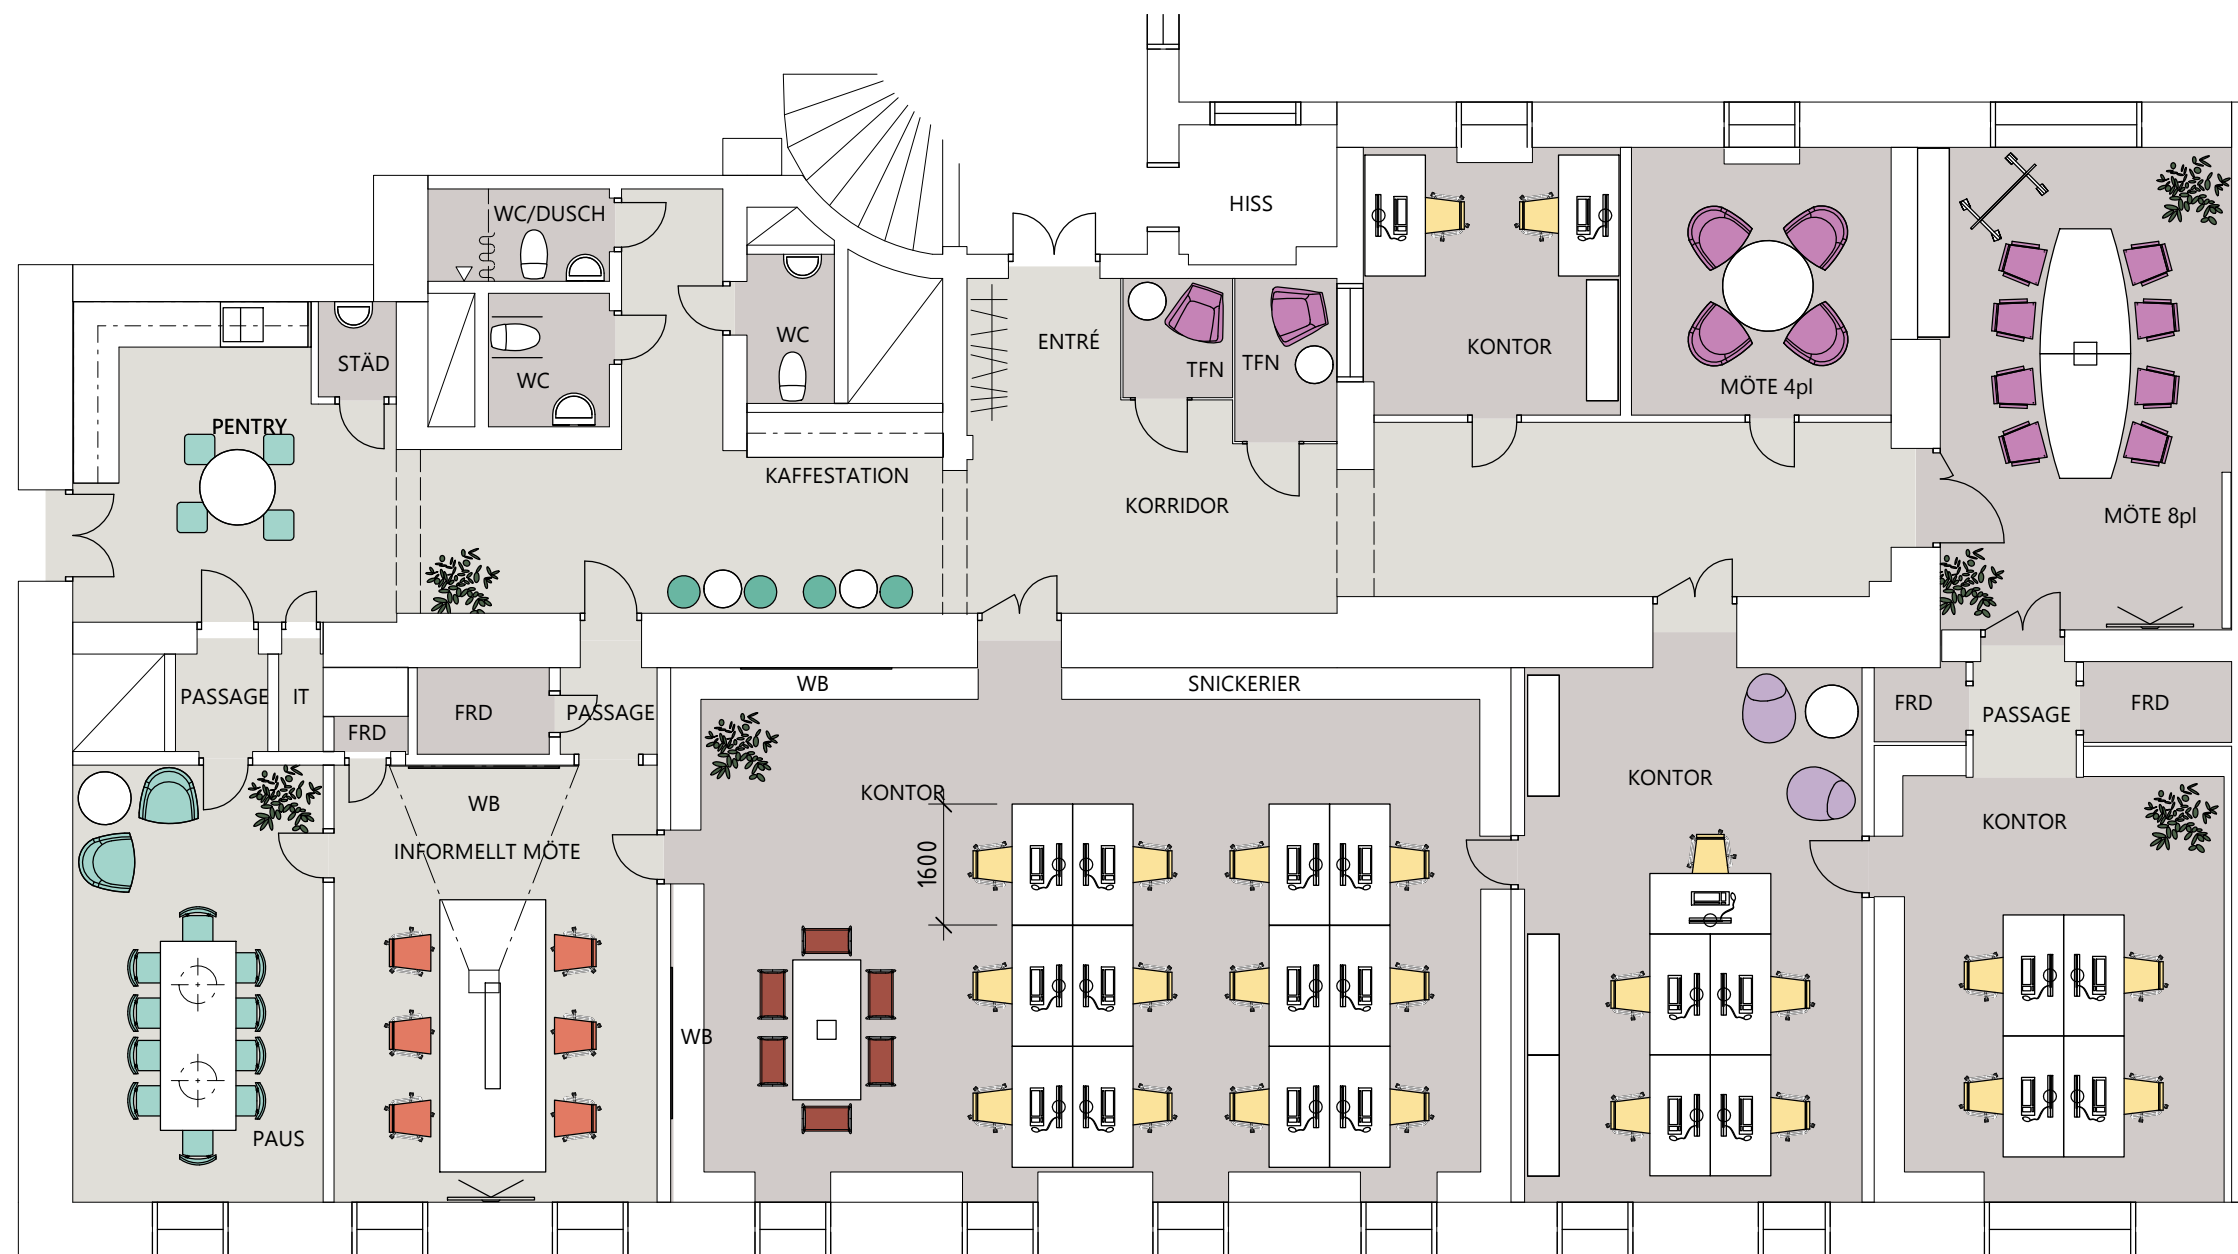 WC/DUSCH
HISS
WC
ENTRÉ
KONTOR
STÄD
TFN
TFN
WC
MÖTE 4pl
PENTRY
KAFFESTATION
KORRIDOR
MÖTE 8pl
PASSAGE
IT
FRD
FRD
PASSAGE
WB
SNICKERIER
FRD
PASSAGE
FRD
KONTOR
KONTOR
WB
KONTOR
INFORMELLT MÖTE
1600
WB
PAUS